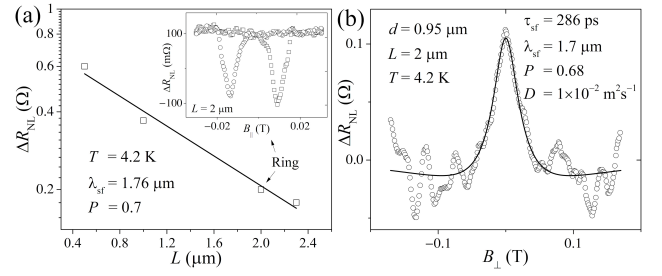 (a)
ΔR_NL (Ω)
0.6
0.4
0.2
0.4 0.8 1.2 1.6 2.0 2.4
L (μm)
T = 4.2 K
λ_sf = 1.76 μm
P = 0.7
Ring
ΔR_NL (mΩ)
100
0
−100
L = 2 μm
−0.02 0.00 0.02
B_|| (T)
(b)
ΔR_NL (Ω)
0.1
0.0
−0.1 0.0 0.1
B_⊥ (T)
d = 0.95 μm
L = 2 μm
T = 4.2 K
τ_sf = 286 ps
λ_sf = 1.7 μm
P = 0.68
D = 1×10⁻² m²s⁻¹